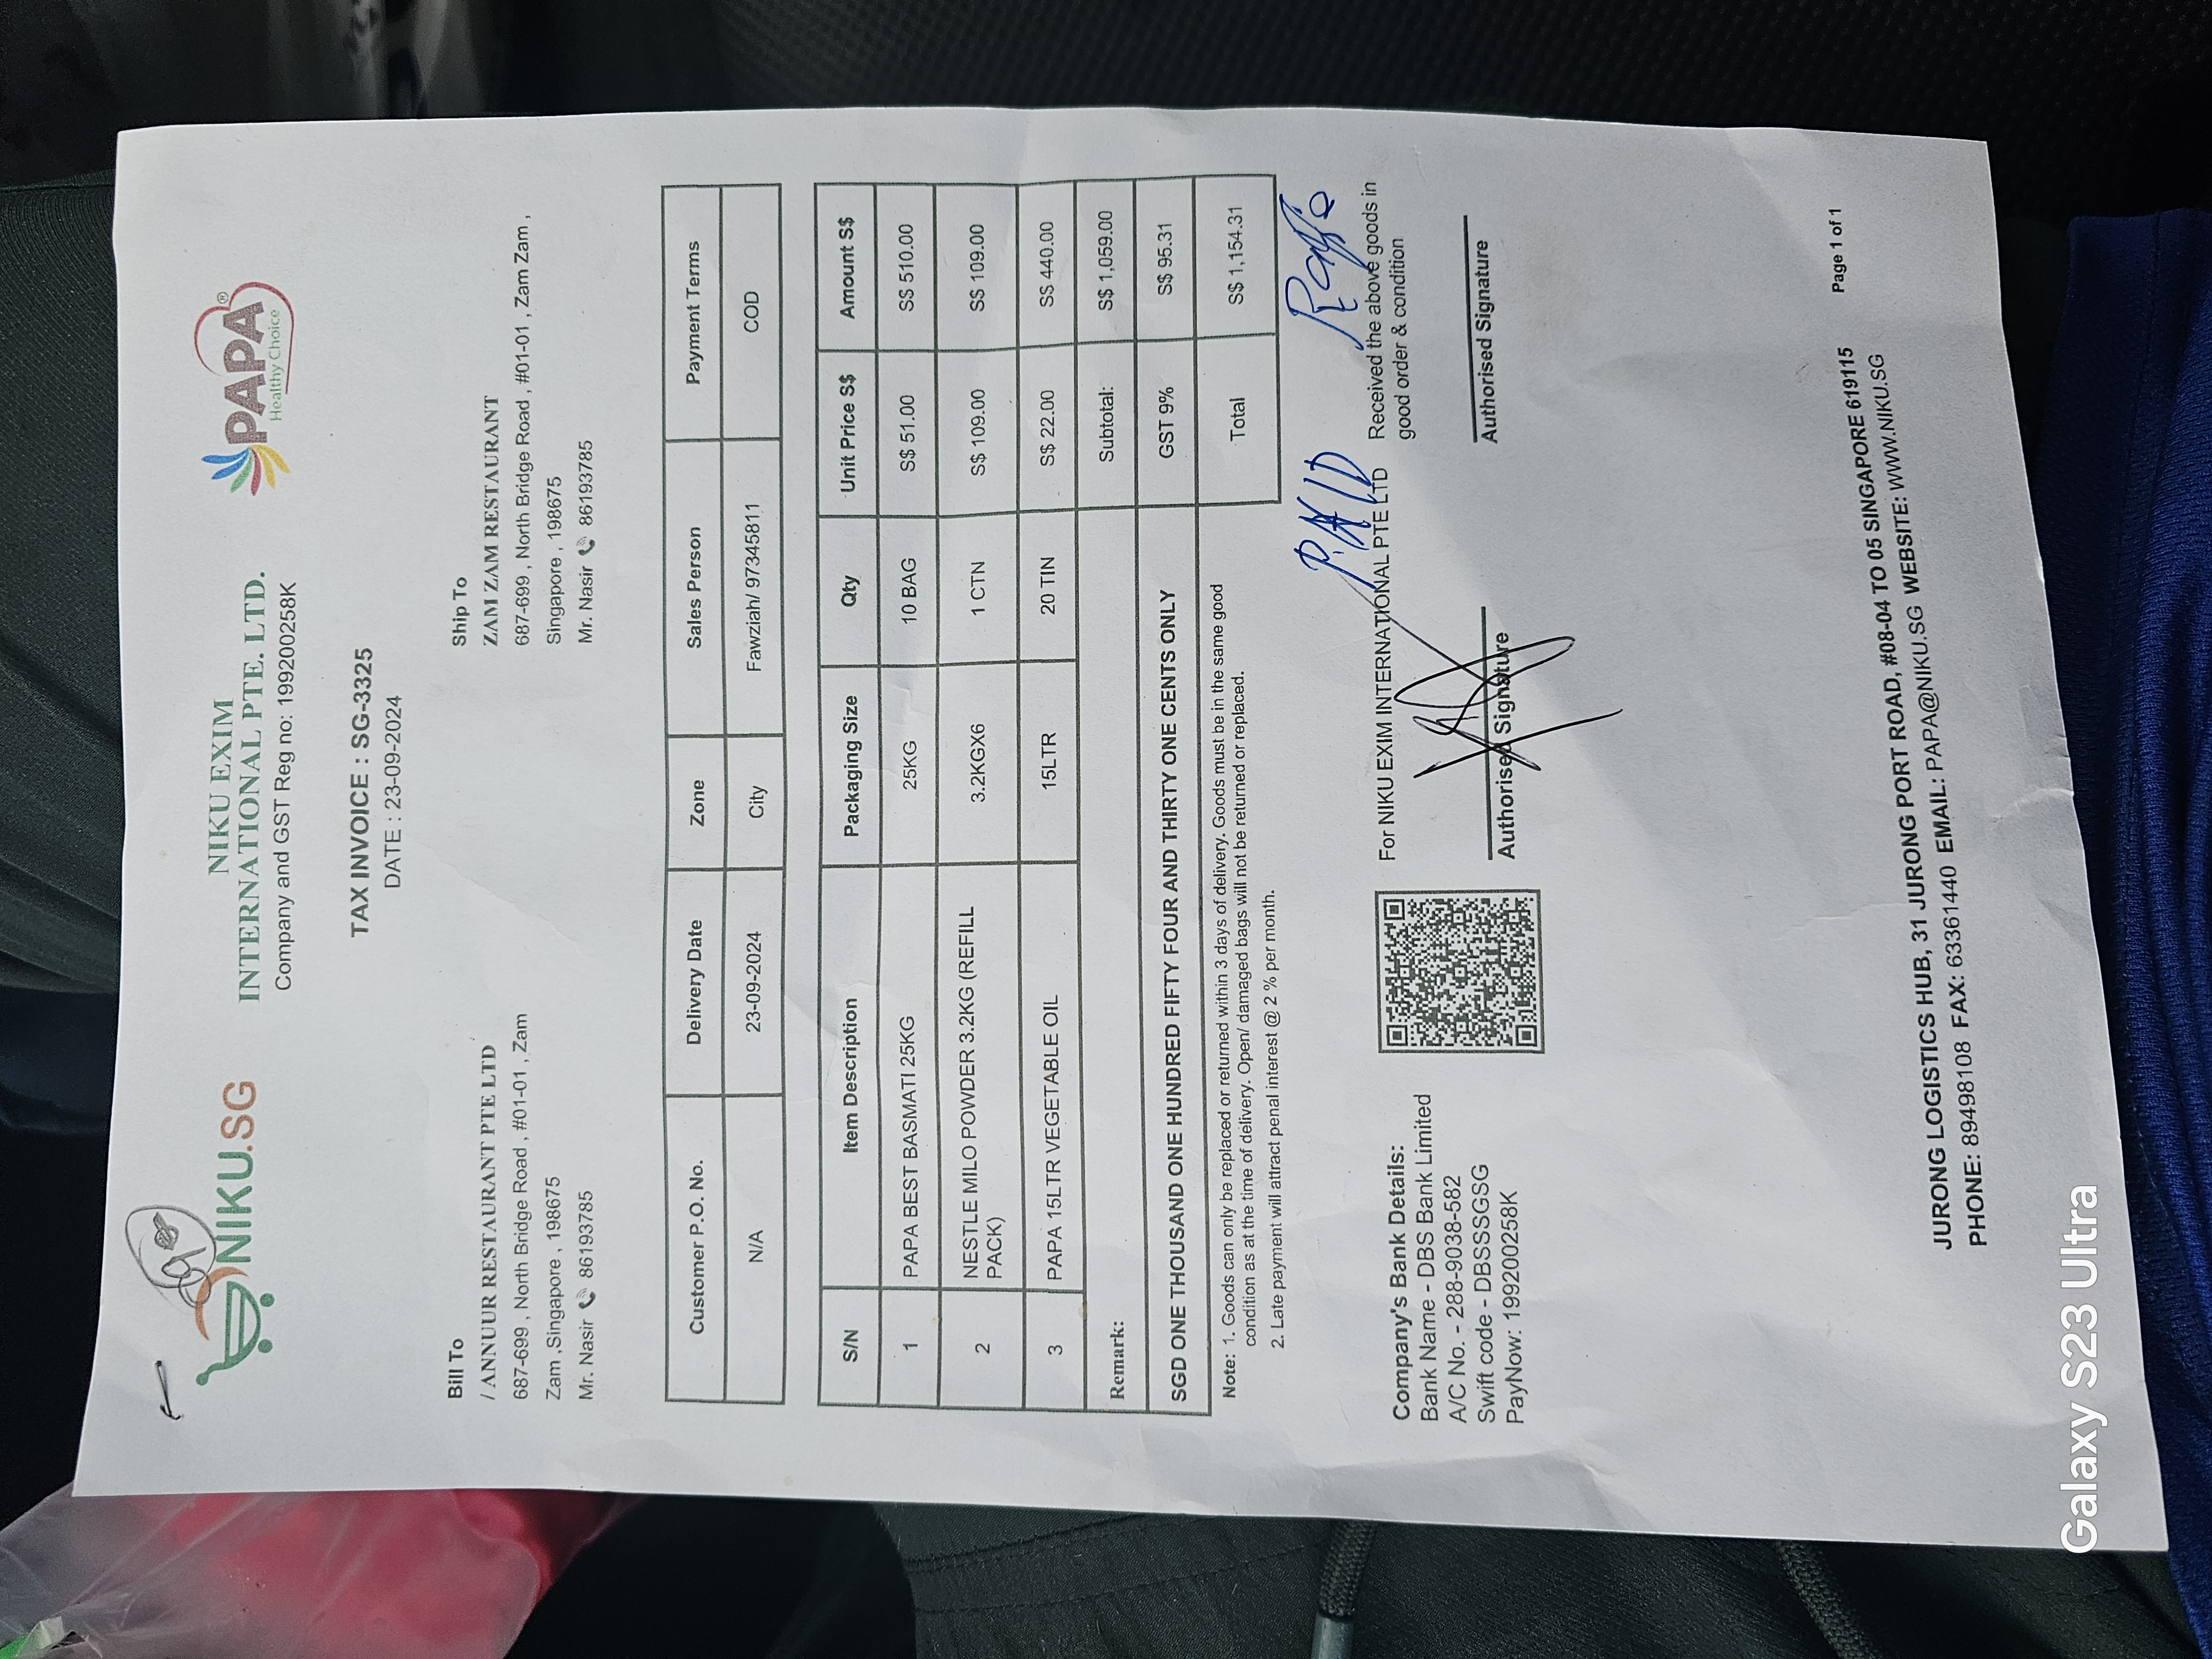 NIKU.SG
NIKU EXIM
INTERNATIONAL PTE. LTD.
Company and GST Reg no: 199200258K
PAPA®
Healthy Choice
TAX INVOICE : SG-3325
DATE : 23-09-2024
Bill To
/ ANNUUR RESTAURANT PTE LTD
687-699 , North Bridge Road , #01-01 , Zam
Zam ,Singapore , 198675
Mr. Nasir 86193785
Ship To
ZAM ZAM RESTAURANT
687-699 , North Bridge Road , #01-01 , Zam Zam ,
Singapore , 198675
Mr. Nasir 86193785
Customer P.O. No. Delivery Date Zone Sales Person Payment Terms
N/A 23-09-2024 City Fawziah/ 97345811 COD
S/N Item Description Packaging Size Qty Unit Price S$ Amount S$
1 PAPA BEST BASMATI 25KG 25KG 10 BAG S$ 51.00 S$ 510.00
2 NESTLE MILO POWDER 3.2KG (REFILL PACK) 3.2KGX6 1 CTN S$ 109.00 S$ 109.00
3 PAPA 15LTR VEGETABLE OIL 15LTR 20 TIN S$ 22.00 S$ 440.00
Remark: Subtotal: S$ 1,059.00
SGD ONE THOUSAND ONE HUNDRED FIFTY FOUR AND THIRTY ONE CENTS ONLY GST 9% S$ 95.31
Total S$ 1,154.31
Note: 1. Goods can only be replaced or returned within 3 days of delivery. Goods must be in the same good
condition as at the time of delivery. Open/ damaged bags will not be returned or replaced.
2. Late payment will attract penal interest @ 2 % per month.
PAID
Company's Bank Details:
Bank Name - DBS Bank Limited
A/C No. - 288-9038-582
Swift code - DBSSSGSG
PayNow: 199200258K
For NIKU EXIM INTERNATIONAL PTE LTD
Authorised Signature
Received the above goods in
good order & condition
Authorised Signature
Page 1 of 1
JURONG LOGISTICS HUB, 31 JURONG PORT ROAD, #08-04 TO 05 SINGAPORE 619115
PHONE: 89498108 FAX: 63361440 EMAIL: PAPA@NIKU.SG WEBSITE: WWW.NIKU.SG
Galaxy S23 Ultra